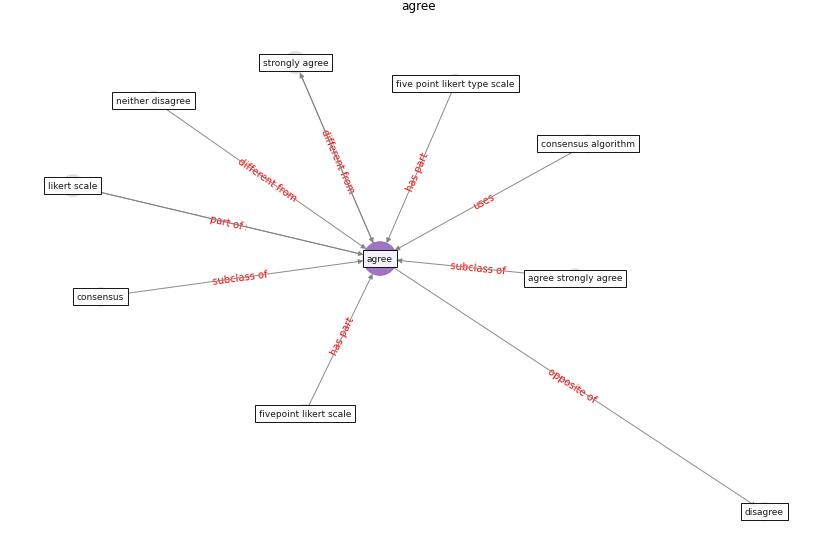 agree
strongly agree
five point likert type scale
neither disagree
consensus algorithm
different from
has part
different from
likert scale
uses
part of
agree
subclass of
subclass of
agree strongly agree
consensus
has part
opposite of
fivepoint likert scale
disagree